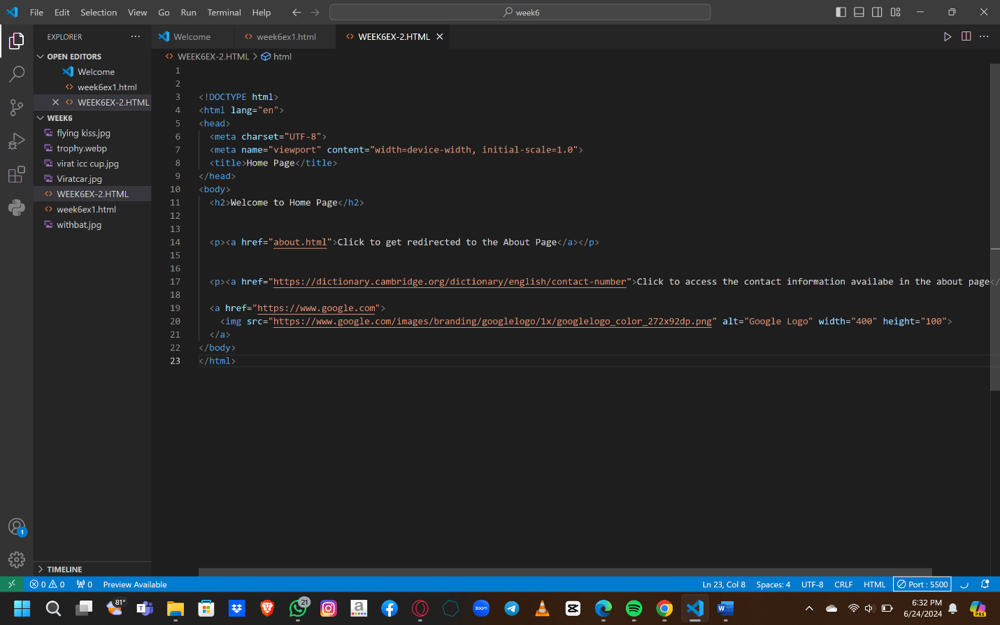 File Edit Selection View Go Run Terminal Help week6
EXPLORER
Welcome week6ex1.html WEEK6EX-2.HTML
OPEN EDITORS
Welcome
week6ex1.html
WEEK6EX-2.HTML
WEEK6
flying kiss.jpg
trophy.webp
virat icc cup.jpg
Viratcar.jpg
WEEK6EX-2.HTML
week6ex1.html
withbat.jpg
TIMELINE
WEEK6EX-2.HTML > html
1
2
3 <!DOCTYPE html>
4 <html lang="en">
5 <head>
6 <meta charset="UTF-8">
7 <meta name="viewport" content="width=device-width, initial-scale=1.0">
8 <title>Home Page</title>
9 </head>
10 <body>
11 <h2>Welcome to Home Page</h2>
12
13
14 <p><a href="about.html">Click to get redirected to the About Page</a></p>
15
16
17 <p><a href="https://dictionary.cambridge.org/dictionary/english/contact-number">Click to access the contact information availabe in the about page</
18
19 <a href="https://www.google.com">
20 <img src="https://www.google.com/images/branding/googlelogo/1x/googlelogo_color_272x92dp.png" alt="Google Logo" width="400" height="100">
21 </a>
22 </body>
23 </html>
1
0 0 0 Preview Available Ln 23, Col 8 Spaces: 4 UTF-8 CRLF HTML Port : 5500
81° 21 zoom 6:32 PM
6/24/2024
PRE